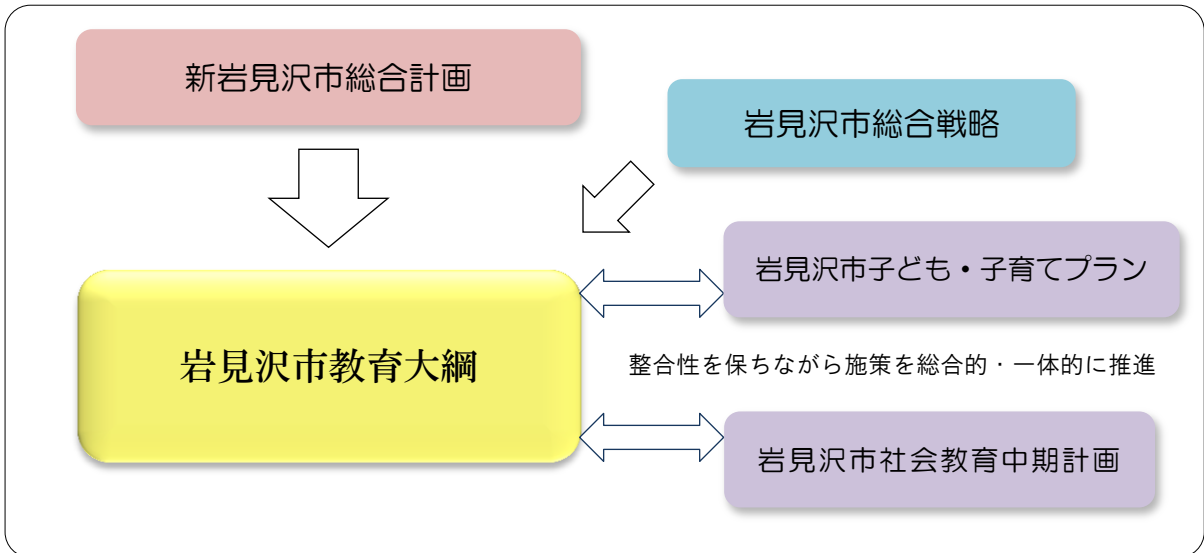 新岩見沢市総合計画
岩見沢市総合戦略
岩見沢市子ども・子育てプラン
岩見沢市教育大綱
整合性を保ちながら施策を総合的・一体的に推進
岩見沢市社会教育中期計画